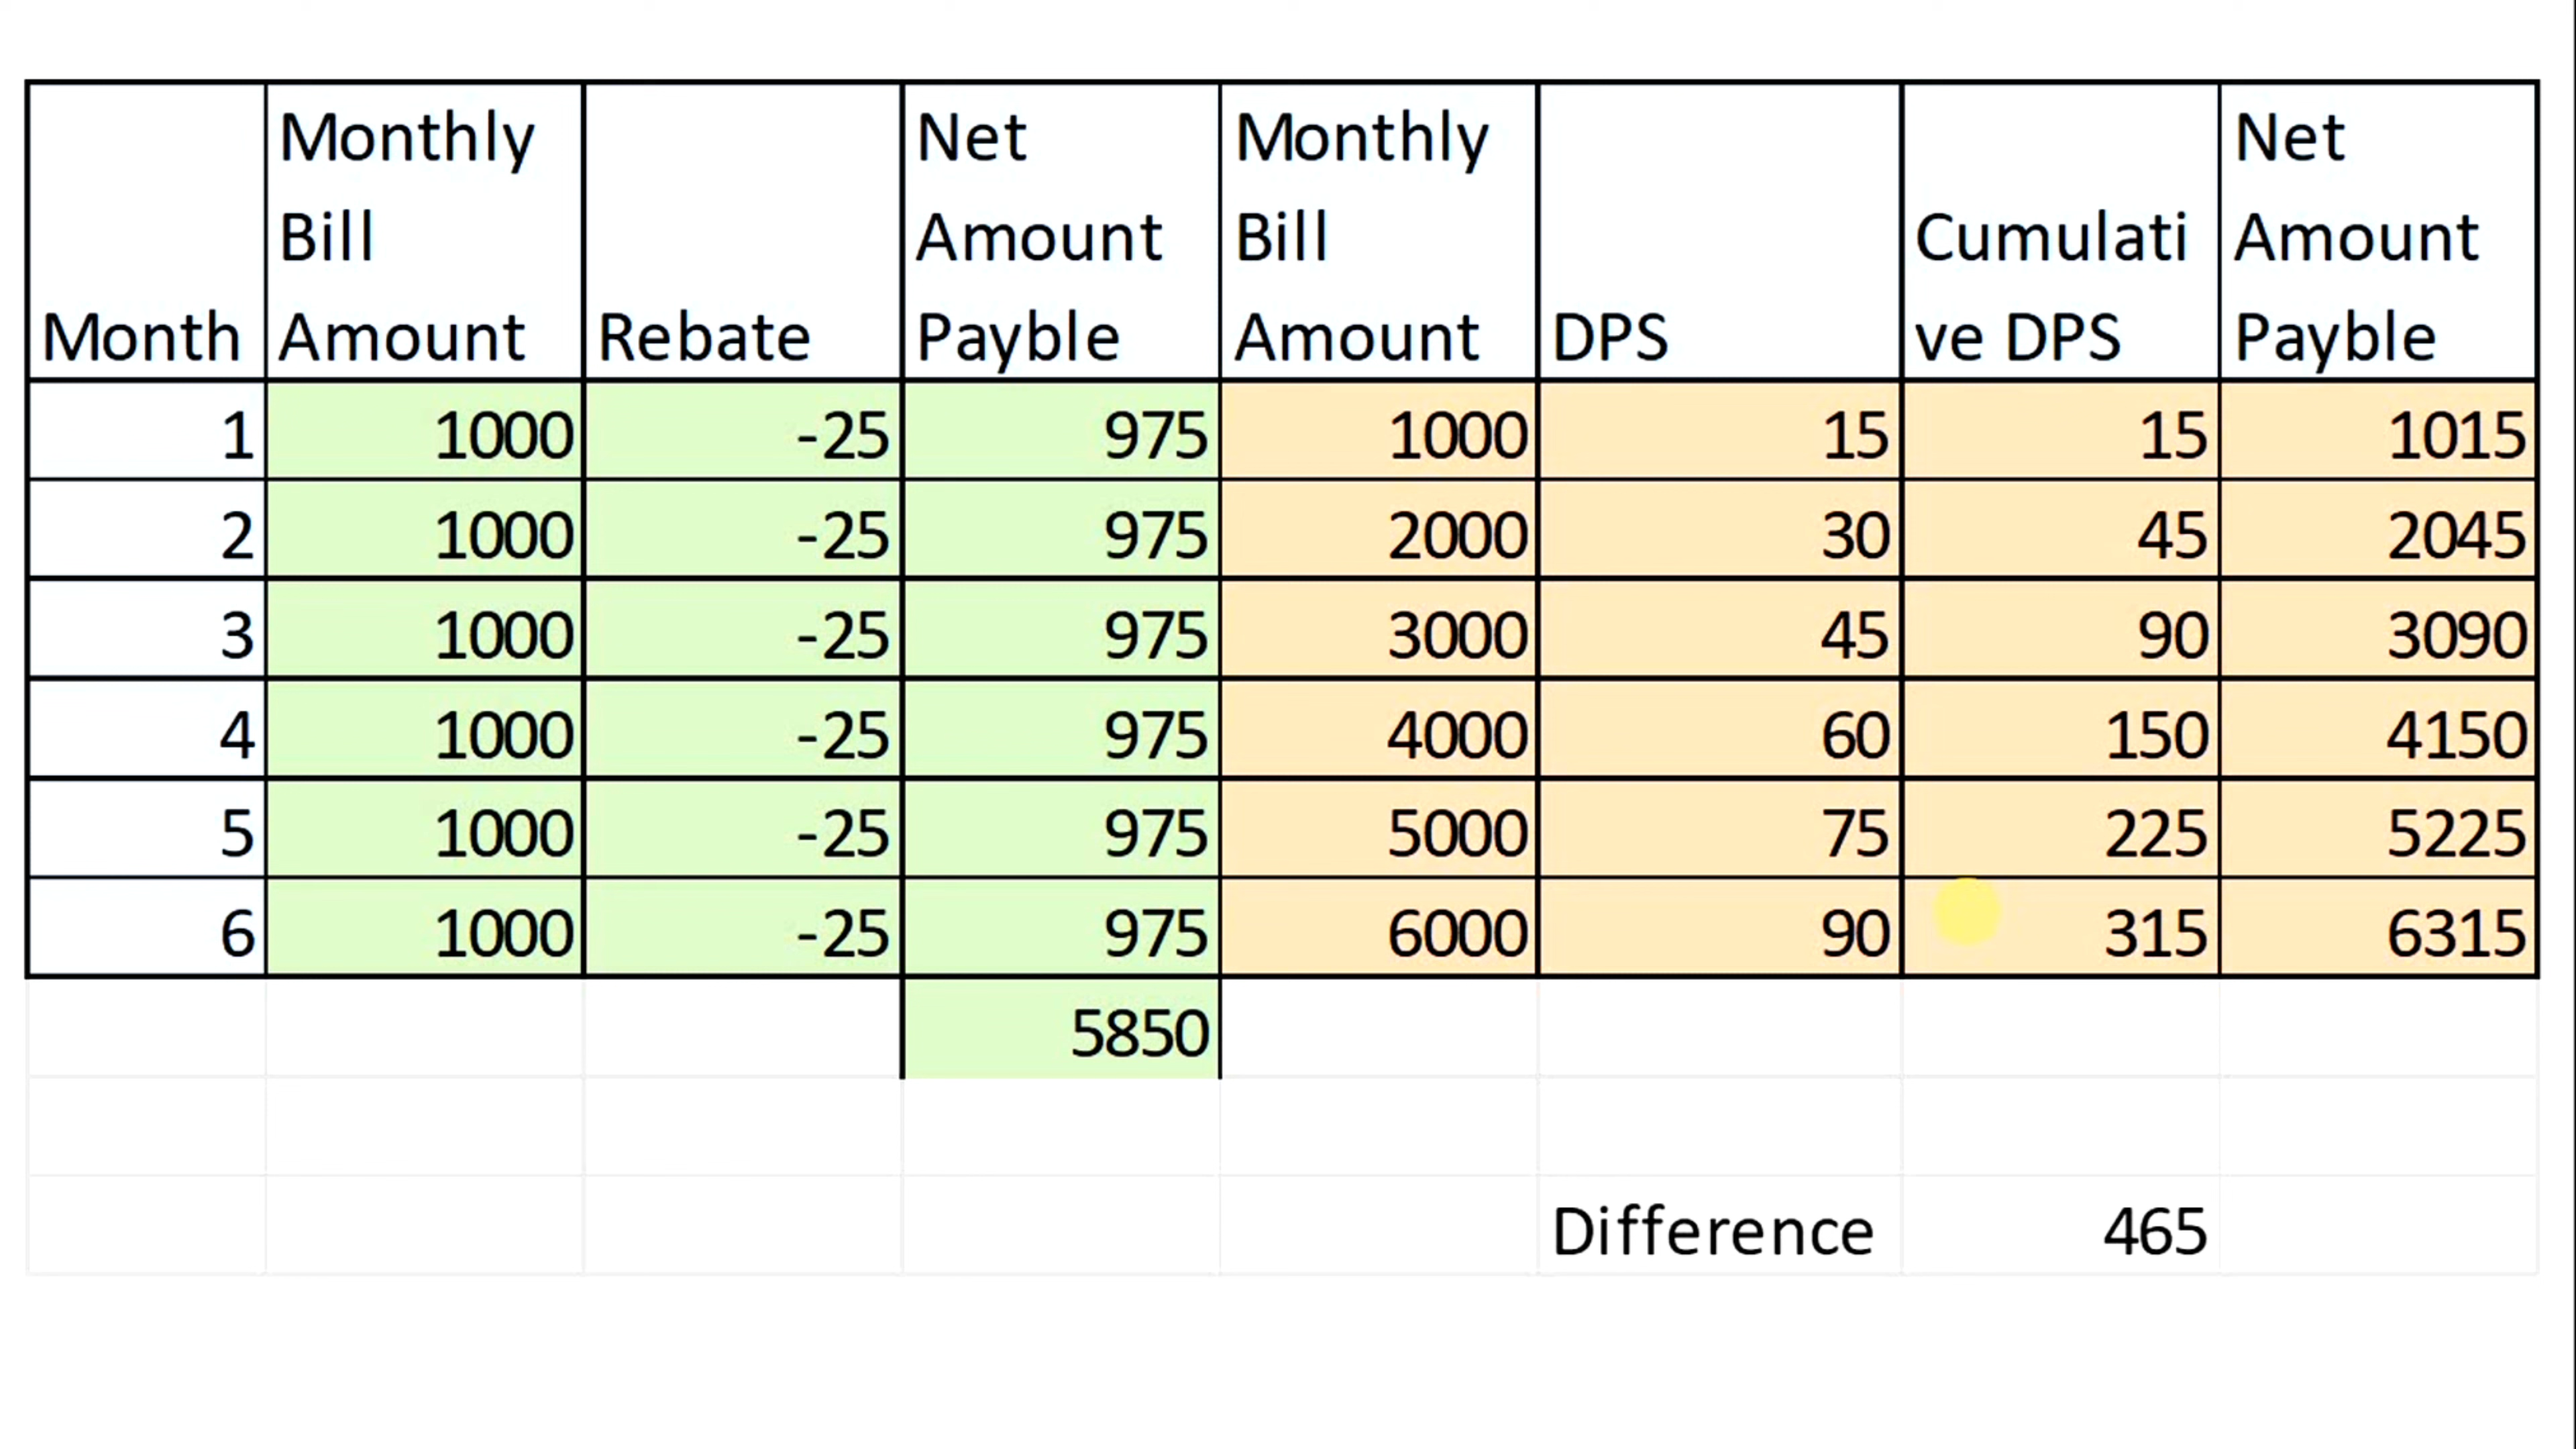 Month Monthly Bill Amount Rebate Net Amount Payble Monthly Bill Amount DPS Cumulati ve DPS Net Amount Payble
1 1000 -25 975 1000 15 15 1015
2 1000 -25 975 2000 30 45 2045
3 1000 -25 975 3000 45 90 3090
4 1000 -25 975 4000 60 150 4150
5 1000 -25 975 5000 75 225 5225
6 1000 -25 975 6000 90 315 6315
5850
Difference 465